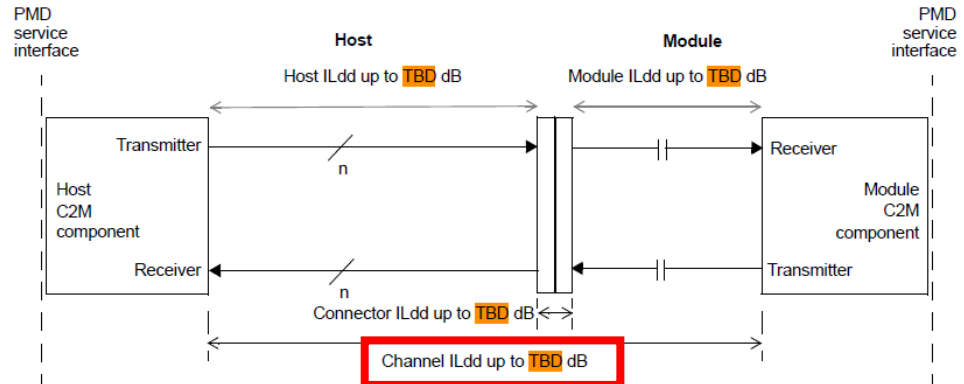 PMD
service
interface
PMD
service
interface
Host
Module
Host ILdd up to TBD dB
Module ILdd up to TBD dB
Transmitter
n
Receiver
Host
C2M
component
Module
C2M
component
Receiver
n
Transmitter
Connector ILdd up to TBD dB
Channel ILdd up to TBD dB